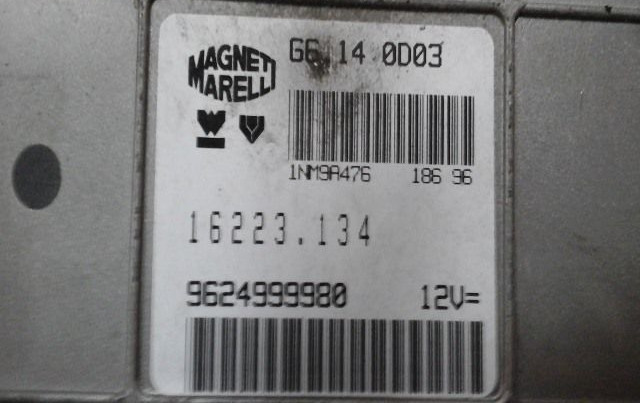 MAGNETI
MARELLI
G6.14 0D03
1NM9A476 186 96
16223.134
9624999980 12V=